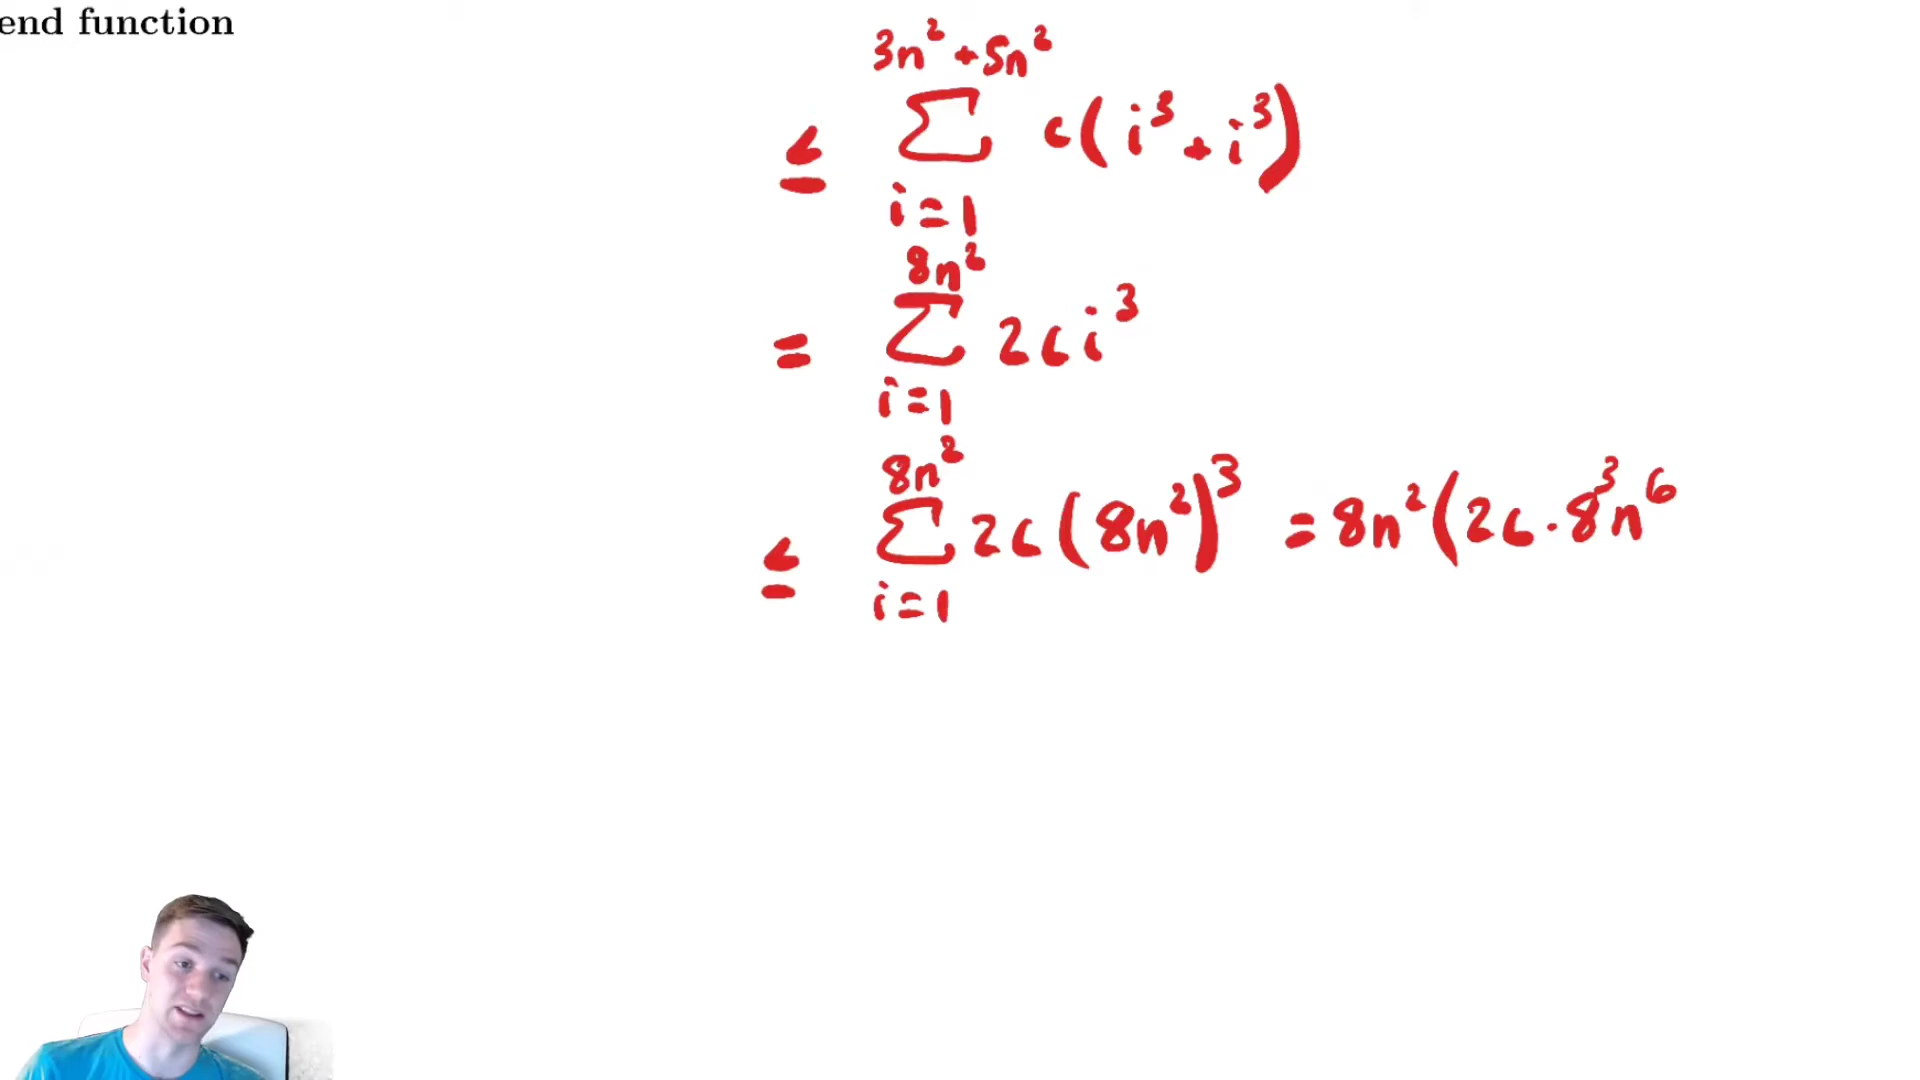 end function
3n² + 5n²
≤ Σ c(i³ + i³)
i=1
8n²
= Σ 2ci³
i=1
8n²
≤ Σ 2c(8n²)³ = 8n²(2c·8³n⁶
i=1